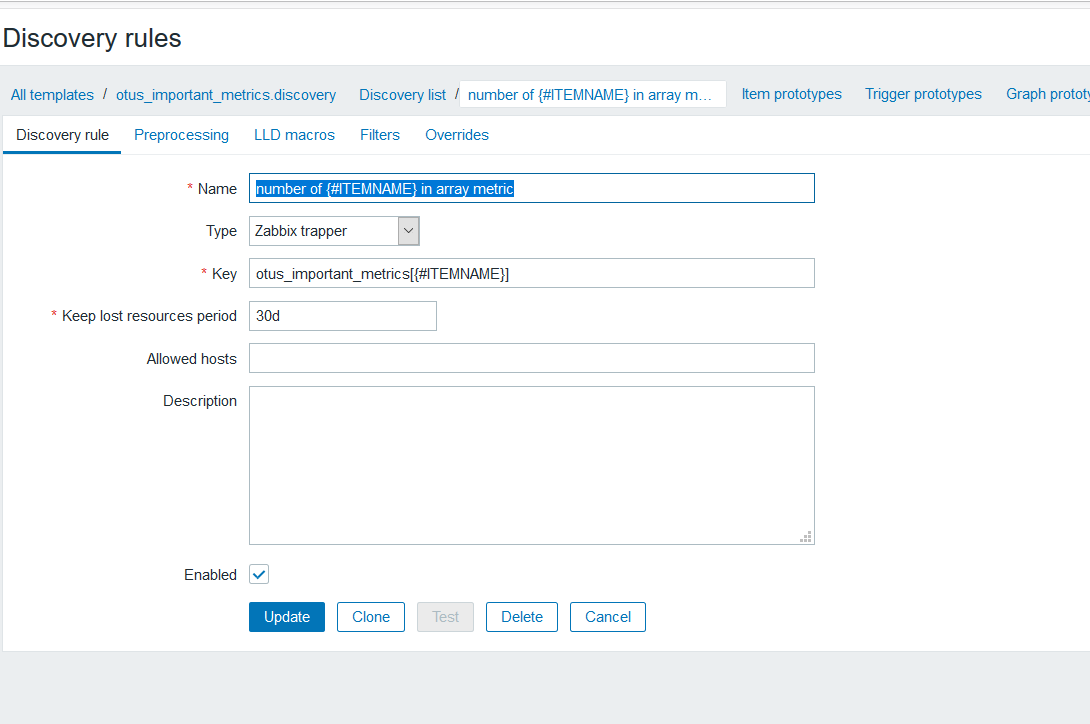 Discovery rules
All templates / otus_important_metrics.discovery Discovery list / number of {#ITEMNAME} in array m… Item prototypes Trigger prototypes Graph prototy
Discovery rule Preprocessing LLD macros Filters Overrides
* Name number of {#ITEMNAME} in array metric
Type Zabbix trapper
* Key otus_important_metrics[{#ITEMNAME}]
* Keep lost resources period 30d
Allowed hosts
Description
Enabled
Update Clone Test Delete Cancel